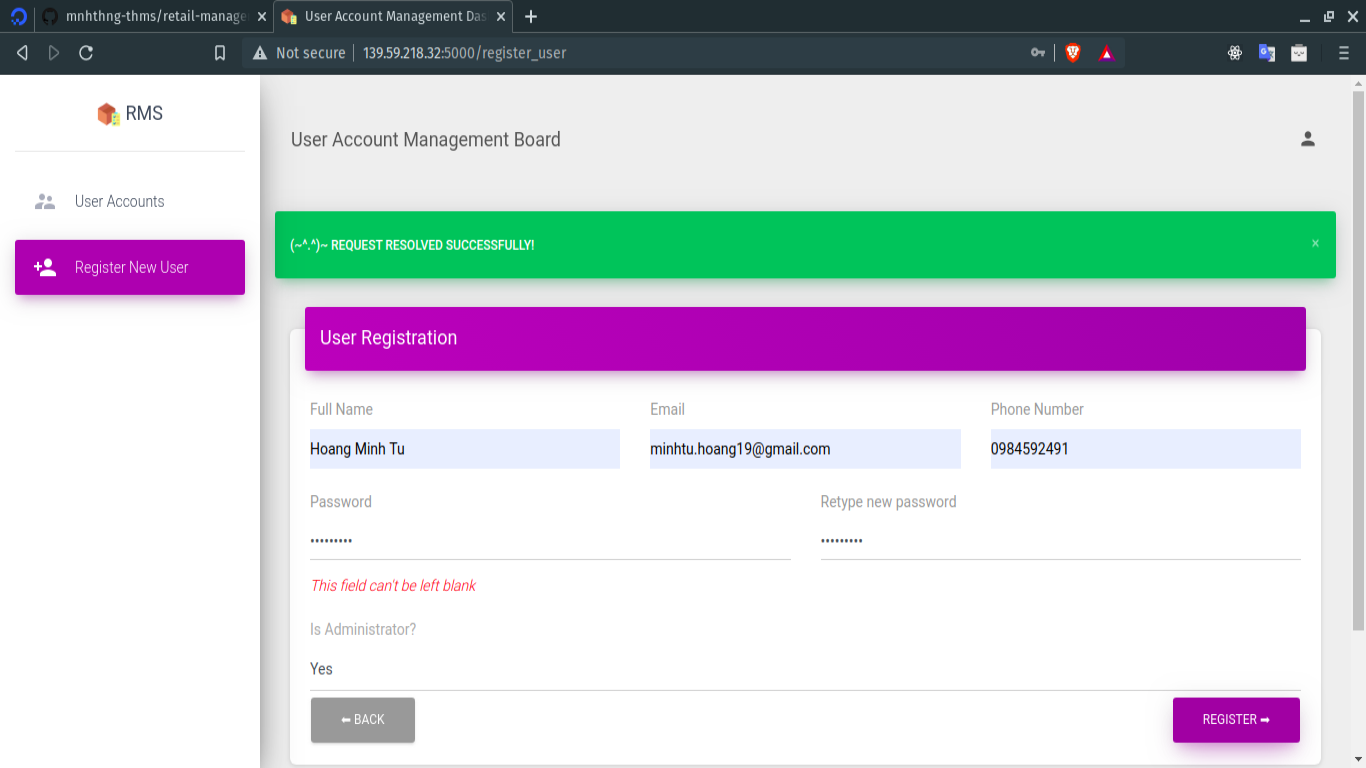 mnhthng-thms/retail-manage
User Account Management Das
Not secure
139.59.218.32:5000/register_user
RMS
User Accounts
Register New User
User Account Management Board
(~^.^)~ REQUEST RESOLVED SUCCESSFULLY!
×
User Registration
Full Name
Email
Phone Number
Hoang Minh Tu
minhtu.hoang19@gmail.com
0984592491
Password
Retype new password
•••••••••
•••••••••
This field can't be left blank
Is Administrator?
Yes
⬅ BACK
REGISTER ➡